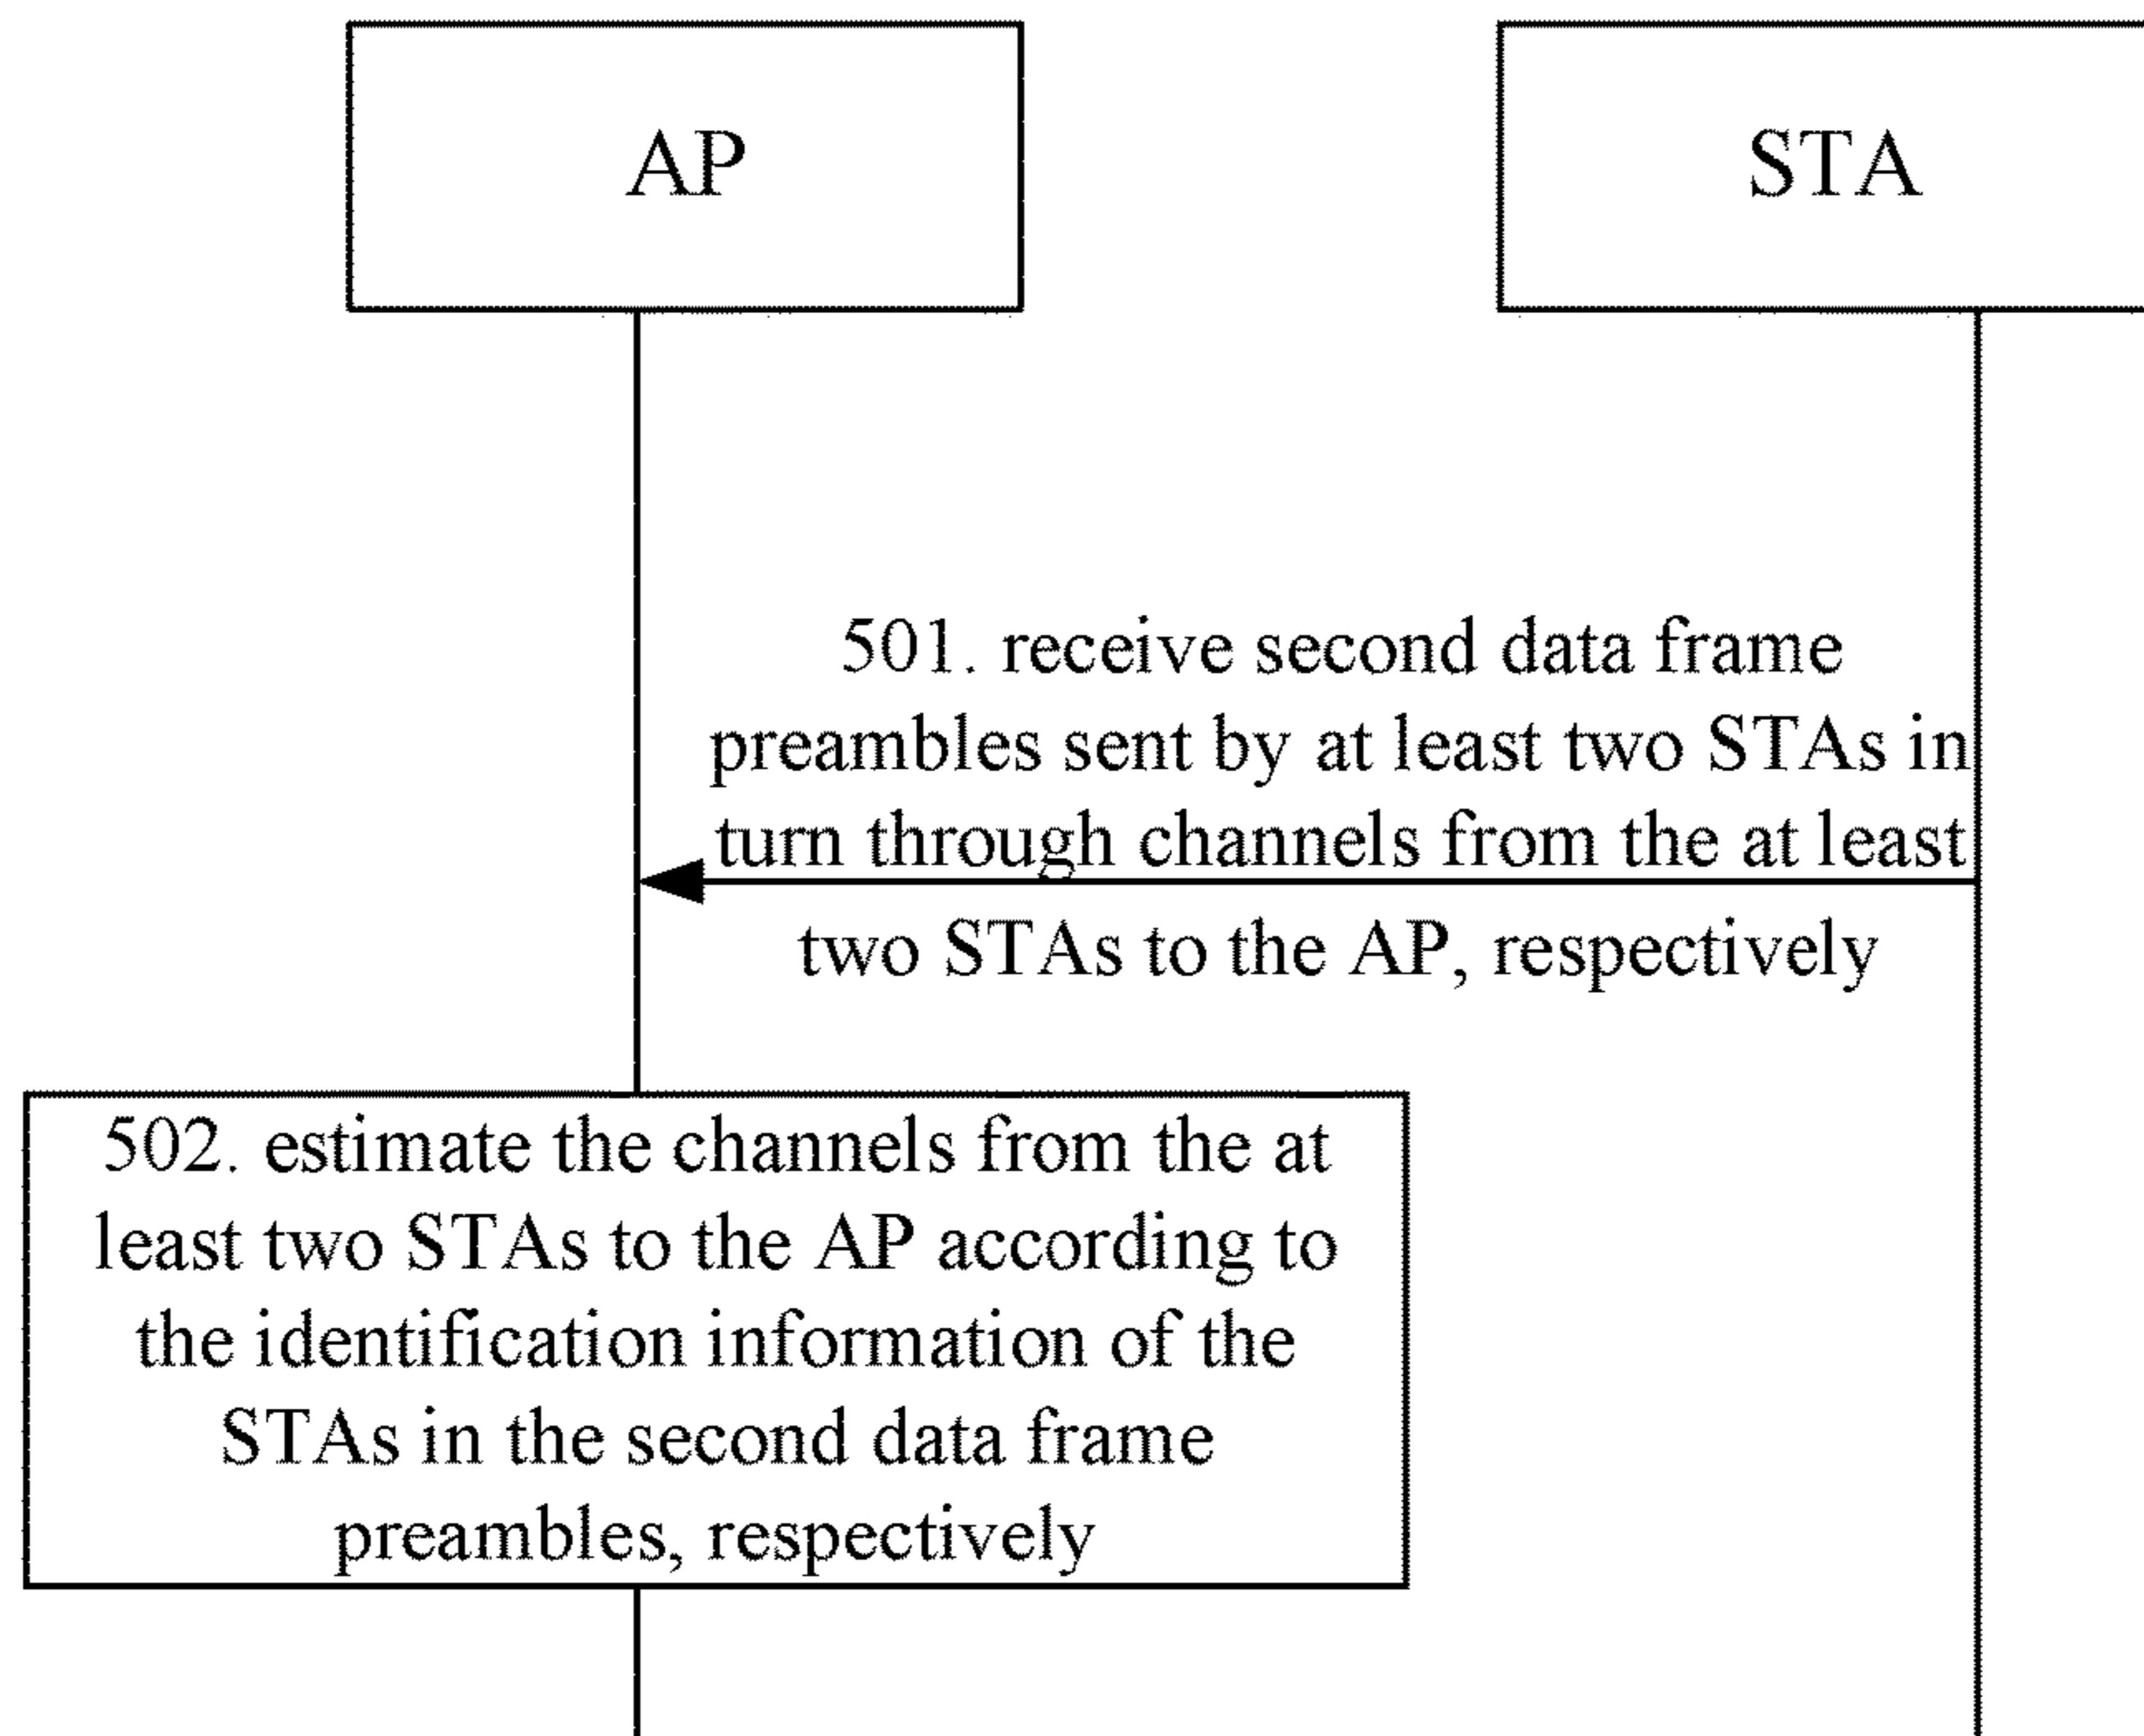 AP
STA
501. receive second data frame
preambles sent by at least two STAs in
turn through channels from the at least
two STAs to the AP, respectively
502. estimate the channels from the at
least two STAs to the AP according to
the identification information of the
STAs in the second data frame
preambles, respectively